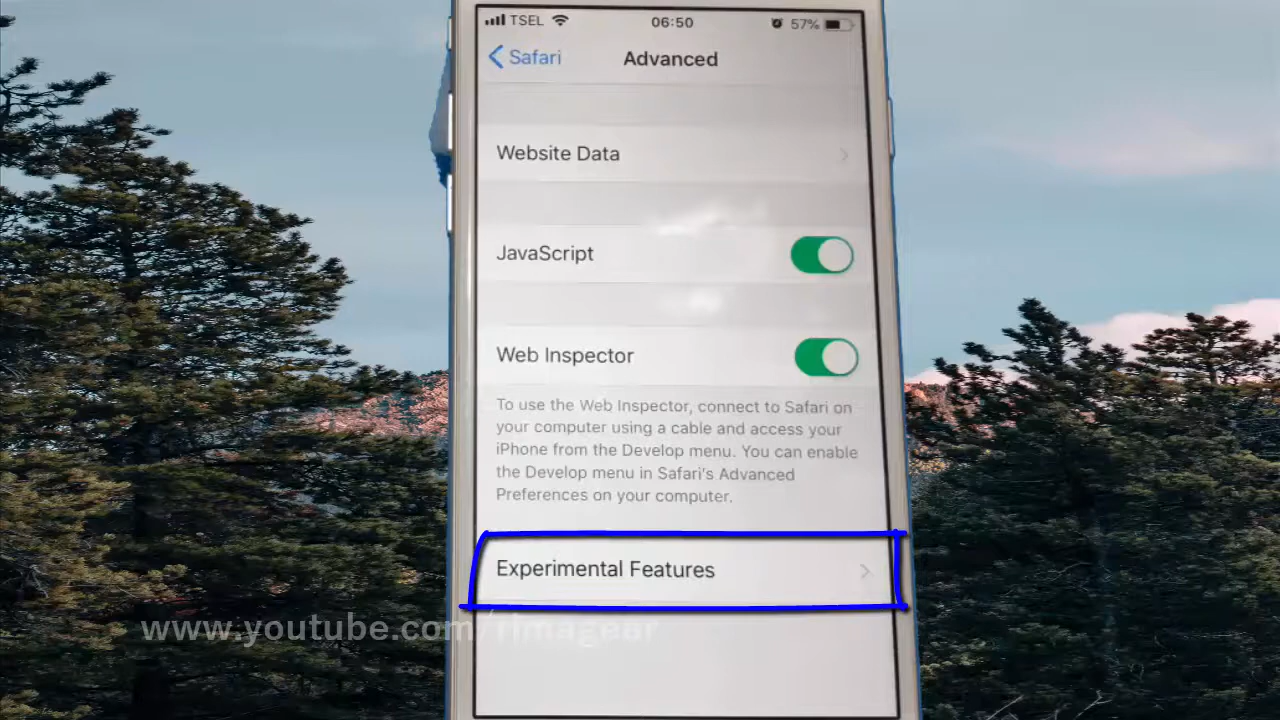 TSEL 06:50 57%
Safari Advanced
Website Data
JavaScript
Web Inspector
To use the Web Inspector, connect to Safari on
your computer using a cable and access your
iPhone from the Develop menu. You can enable
the Develop menu in Safari's Advanced
Preferences on your computer.
Experimental Features
www.youtube.com/rimagear